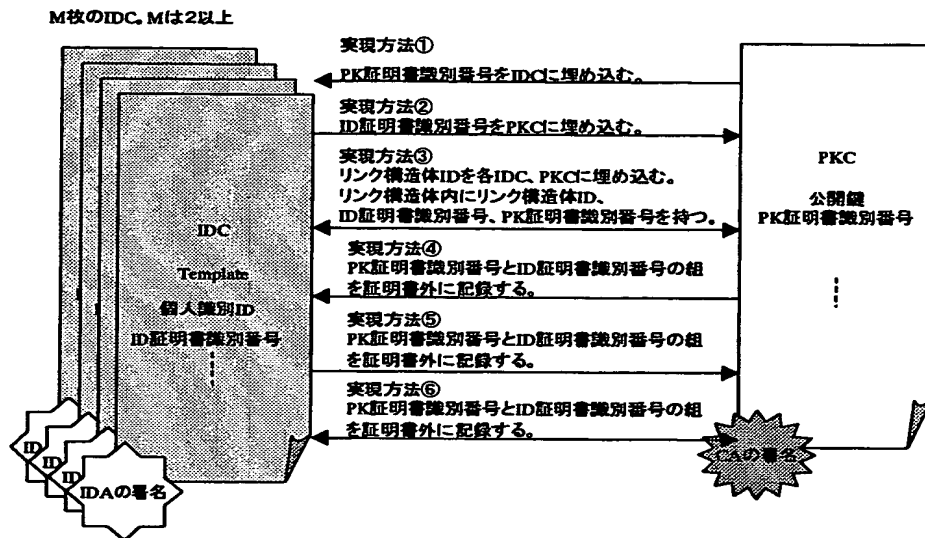 M枚のIDC。Mは2以上
実現方法①
PK証明書識別番号をIDCに埋め込む。
実現方法②
ID証明書識別番号をPKCに埋め込む。
実現方法③
リンク構造体IDを各IDC、PKCに埋め込む。
リンク構造体内にリンク構造体ID、
ID証明書識別番号、PK証明書識別番号を持つ。
実現方法④
PK証明書識別番号とID証明書識別番号の組
を証明書外に記録する。
実現方法⑤
PK証明書識別番号とID証明書識別番号の組
を証明書外に記録する。
実現方法⑥
PK証明書識別番号とID証明書識別番号の組
を証明書外に記録する。
IDC
Template
個人識別ID
ID証明書識別番号
ID
ID
ID
IDAの署名
PKC
公開鍵
PK証明書識別番号
CAの署名